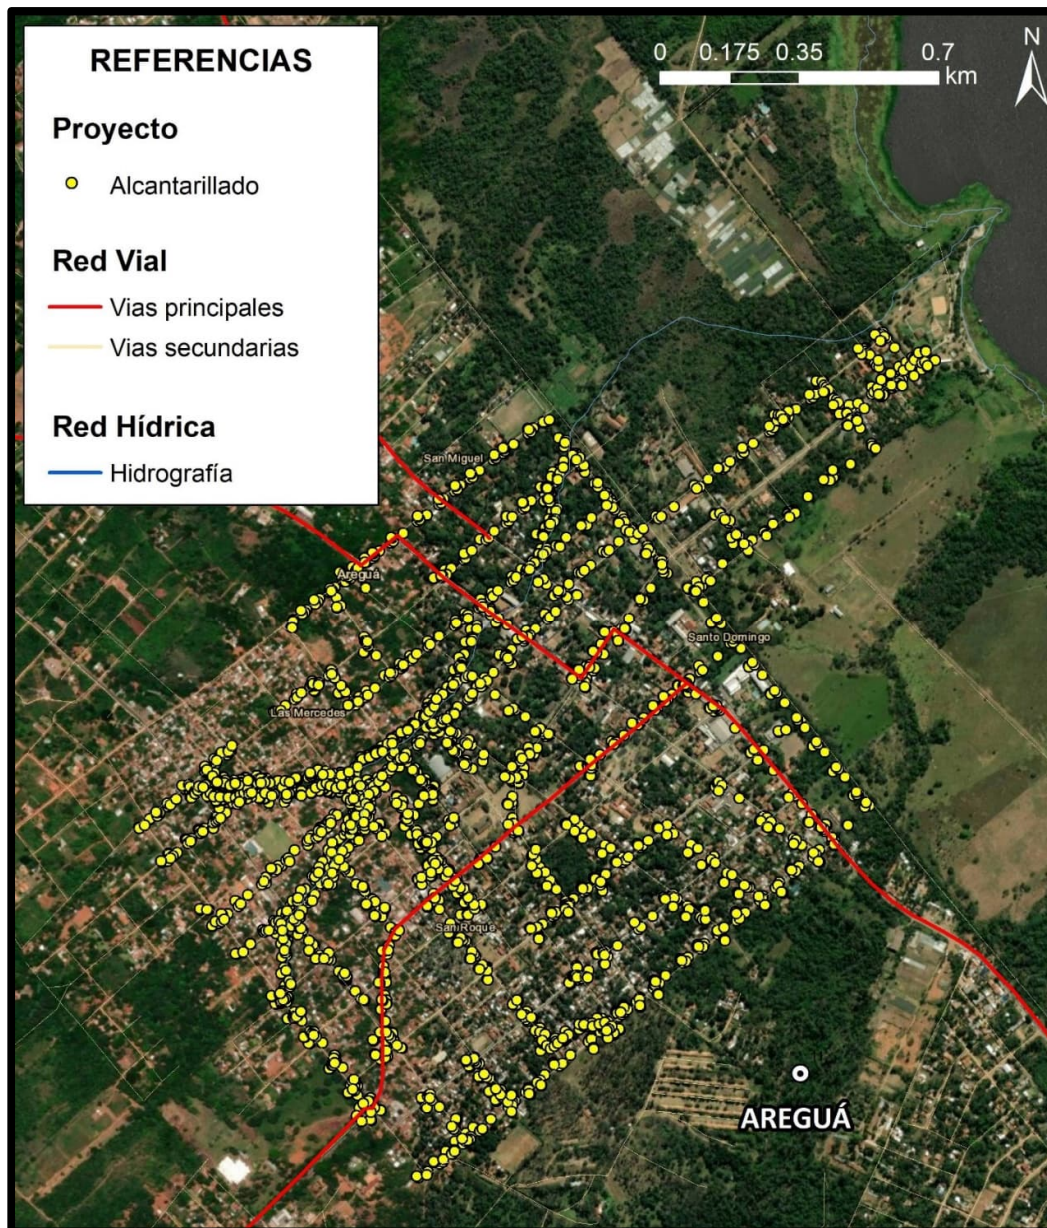 REFERENCIAS
Proyecto
Alcantarillado
Red Vial
Vias principales
Vias secundarias
Red Hídrica
Hidrografía
0 0.175 0.35 0.7
km
N
San Miguel
Areguá
Santo Domingo
Las Mercedes
San Roque
AREGUÁ